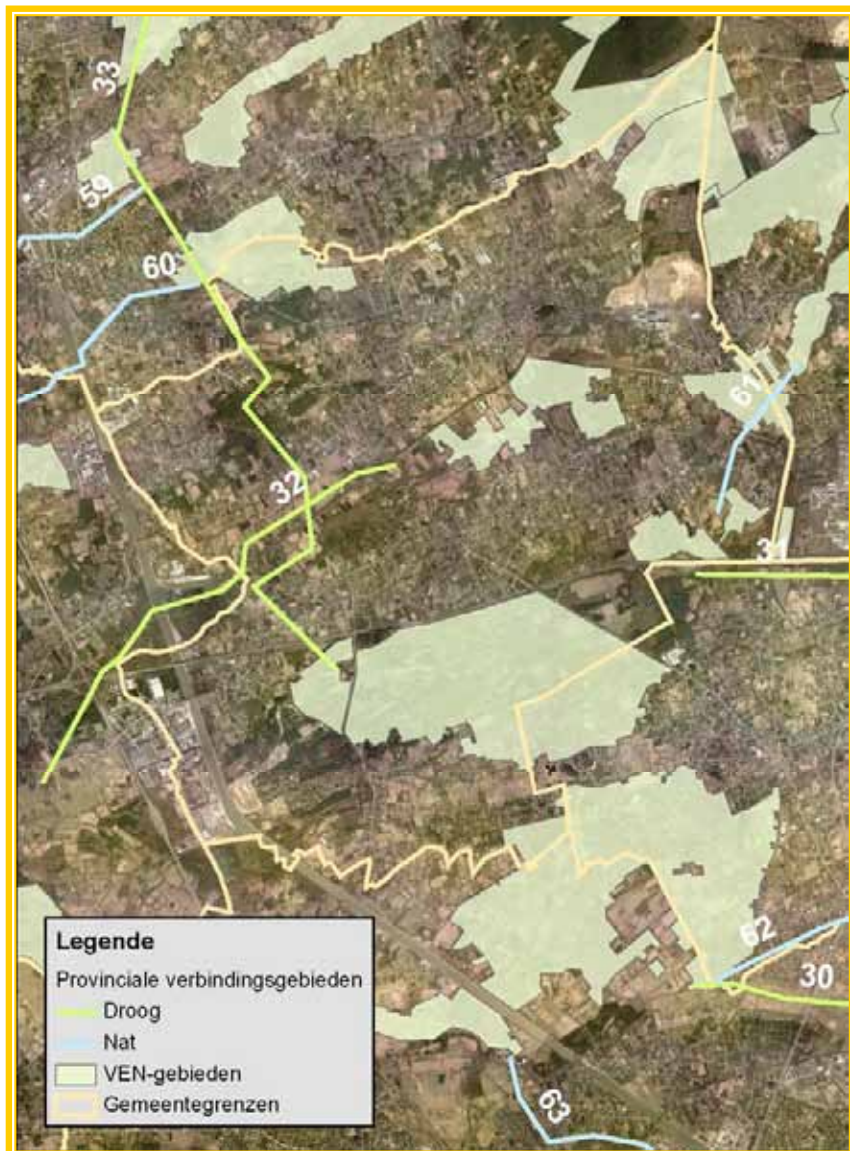 33
59
60
61
32
31
62
30
63
Legende
Provinciale verbindingsgebieden
Droog
Nat
VEN-gebieden
Gemeentegrenzen